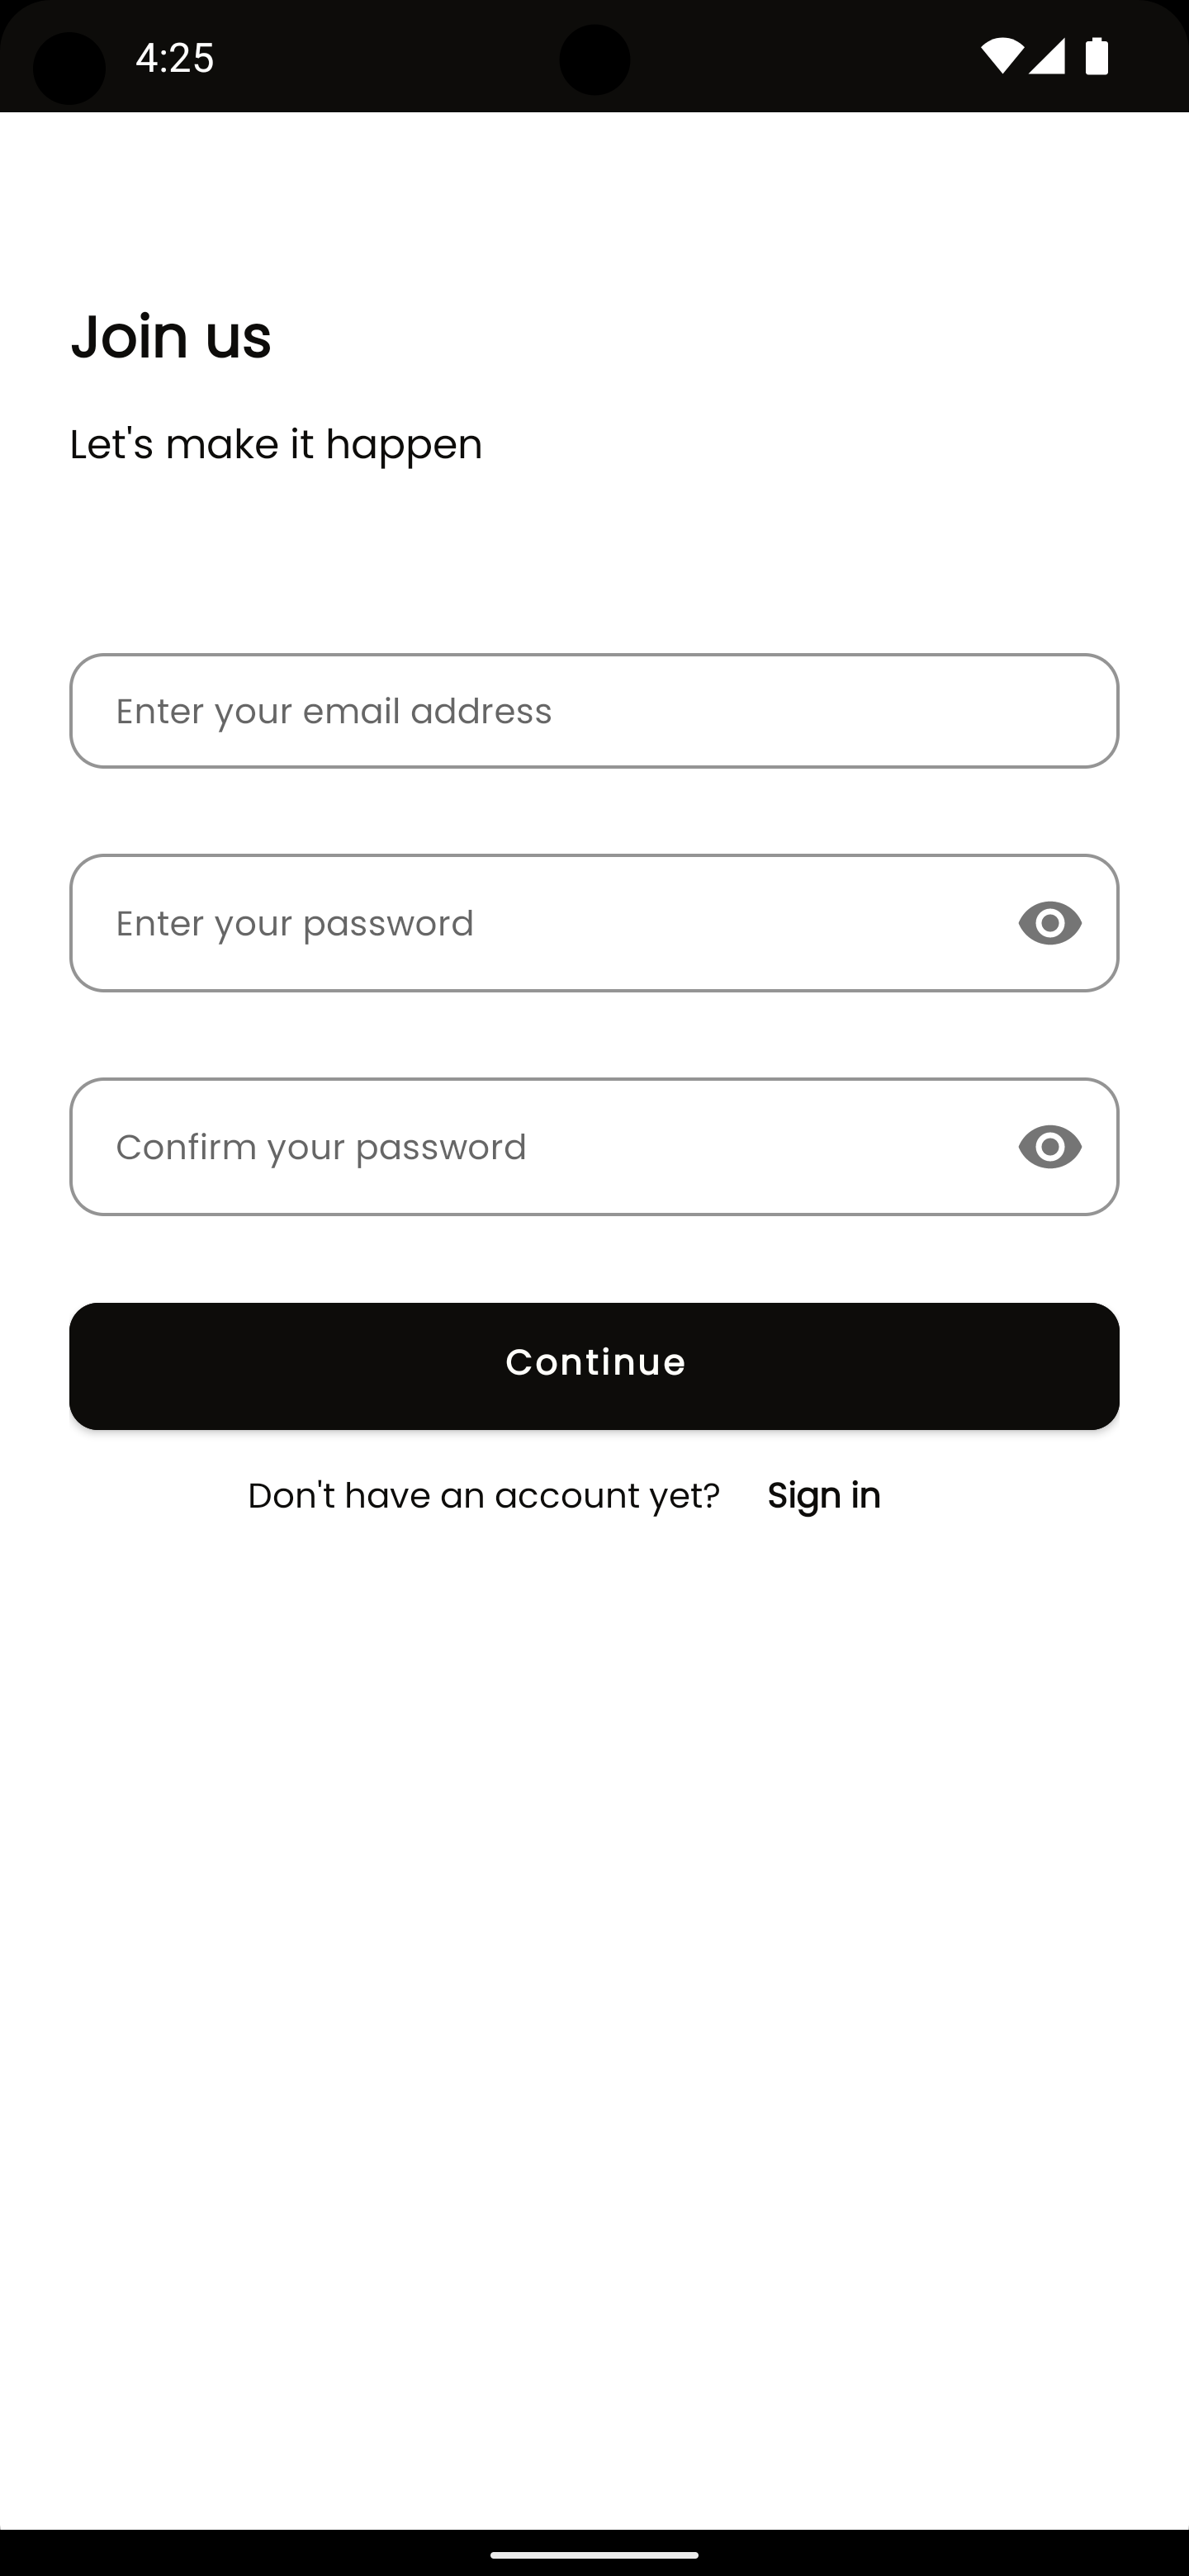 4:25
Join us
Let's make it happen
Enter your email address
Enter your password
Confirm your password
Continue
Don't have an account yet? Sign in